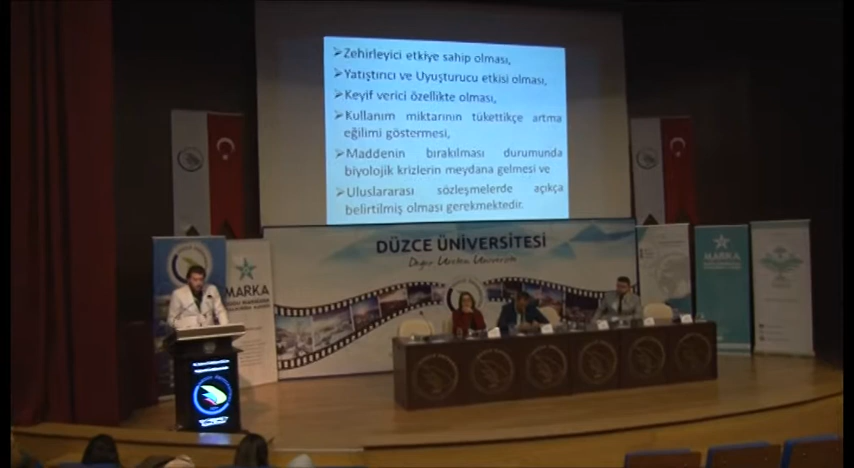 ➢Zehirleyici etkiye sahip olması,
➢Yatıştırıcı ve Uyuşturucu etkisi olması,
➢Keyif verici özellikte olması,
➢Kullanım miktarının tükettikçe artma
eğilimi göstermesi,
➢Maddenin bırakılması durumunda
biyolojik krizlerin meydana gelmesi ve
➢Uluslararası sözleşmelerde açıkça
belirtilmiş olması gerekmektedir.
DÜZCE ÜNİVERSİTESİ
MARKA
MARKA